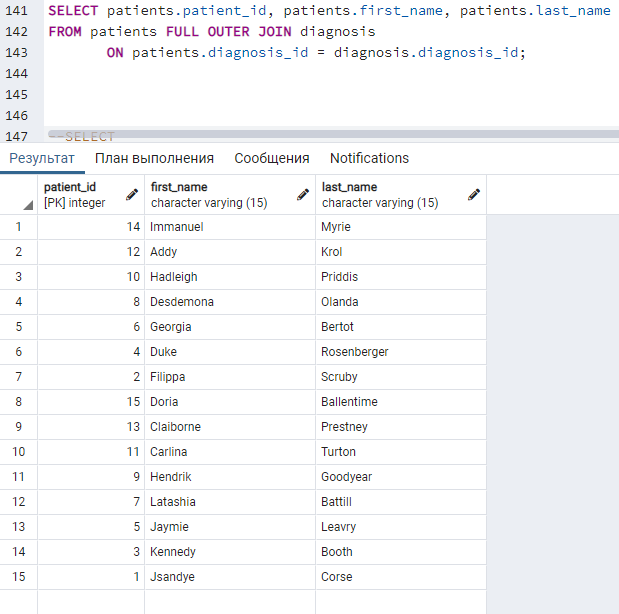 141 SELECT patients.patient_id, patients.first_name, patients.last_name
142 FROM patients FULL OUTER JOIN diagnosis
143 ON patients.diagnosis_id = diagnosis.diagnosis_id;
144
145
146
147 --SELECT
Результат План выполнения Сообщения Notifications
patient_id first_name last_name
[PK] integer character varying (15) character varying (15)
1 14 Immanuel Myrie
2 12 Addy Krol
3 10 Hadleigh Priddis
4 8 Desdemona Olanda
5 6 Georgia Bertot
6 4 Duke Rosenberger
7 2 Filippa Scruby
8 15 Doria Ballentime
9 13 Claiborne Prestney
10 11 Carlina Turton
11 9 Hendrik Goodyear
12 7 Latashia Battill
13 5 Jaymie Leavry
14 3 Kennedy Booth
15 1 Jsandye Corse